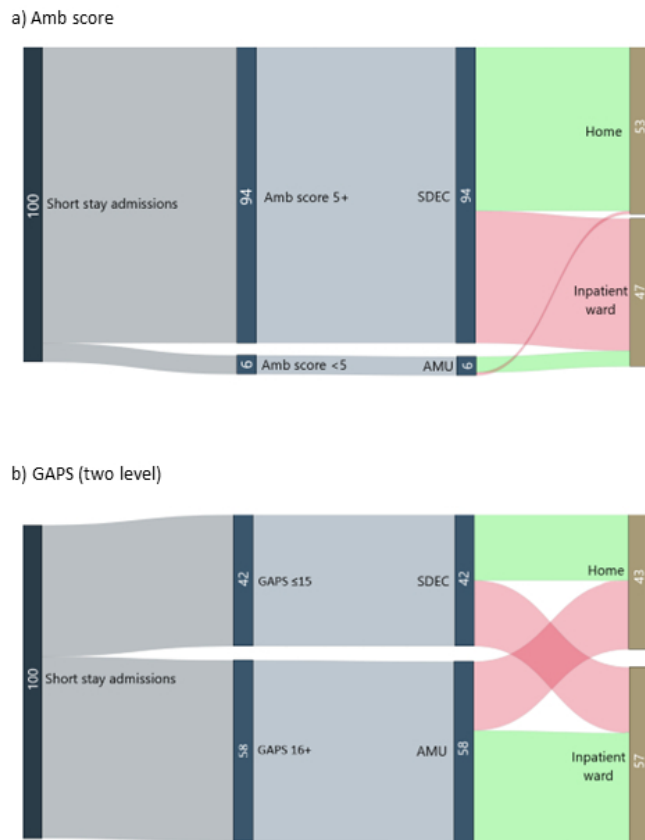 a) Amb score
Home
53
94
Amb score 5+
SDEC
94
100
Short stay admissions
Inpatient
ward
47
6
Amb score <5
AMU
6
b) GAPS (two level)
42
GAPS ≤15
SDEC
42
Home
43
100
Short stay admissions
58
GAPS 16+
AMU
58
Inpatient
ward
57